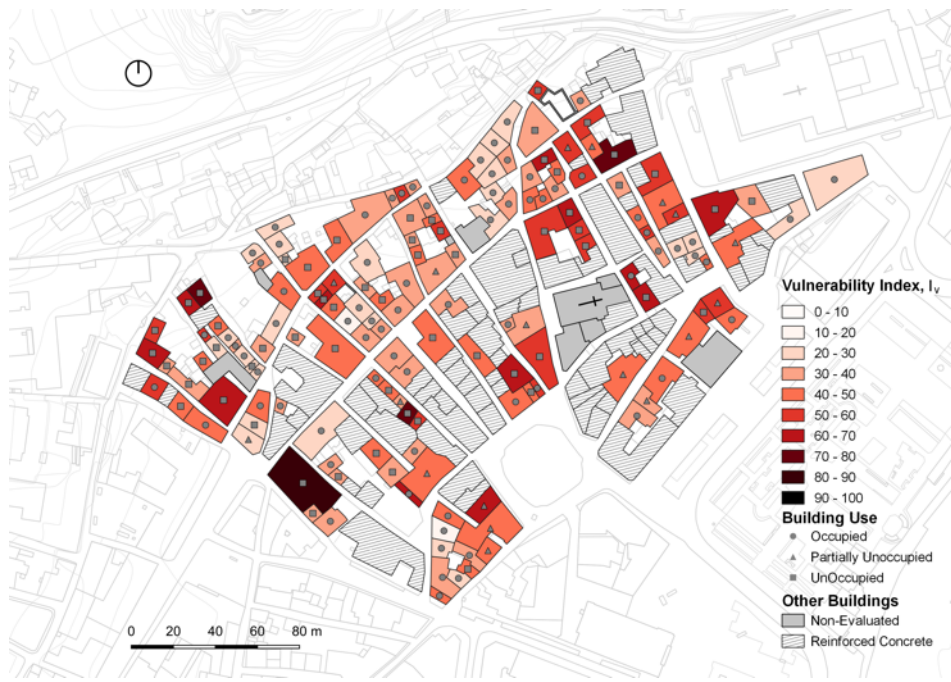 Vulnerability Index, Iv
0 - 10
10 - 20
20 - 30
30 - 40
40 - 50
50 - 60
60 - 70
70 - 80
80 - 90
90 - 100
Building Use
Occupied
Partially Unoccupied
UnOccupied
Other Buildings
Non-Evaluated
Reinforced Concrete
0 20 40 60 80 m